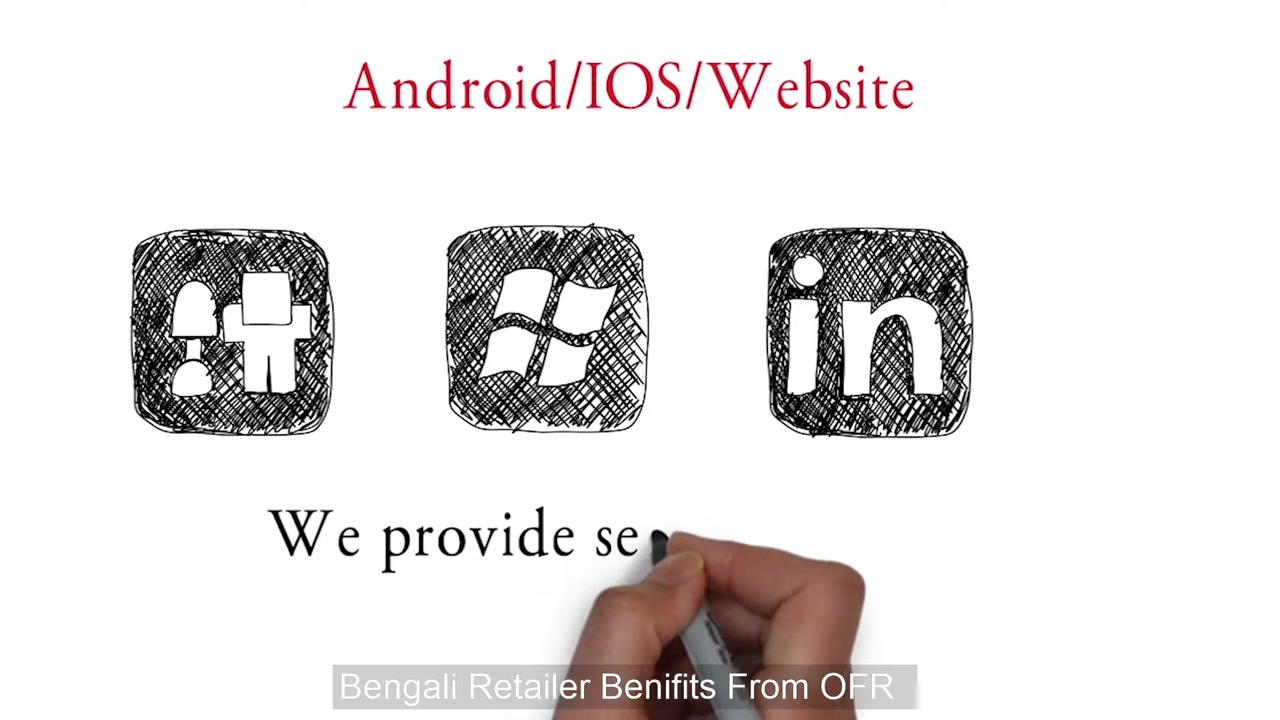 Android/IOS/Website
in
We provide se
Bengali Retailer Benifits From OFR